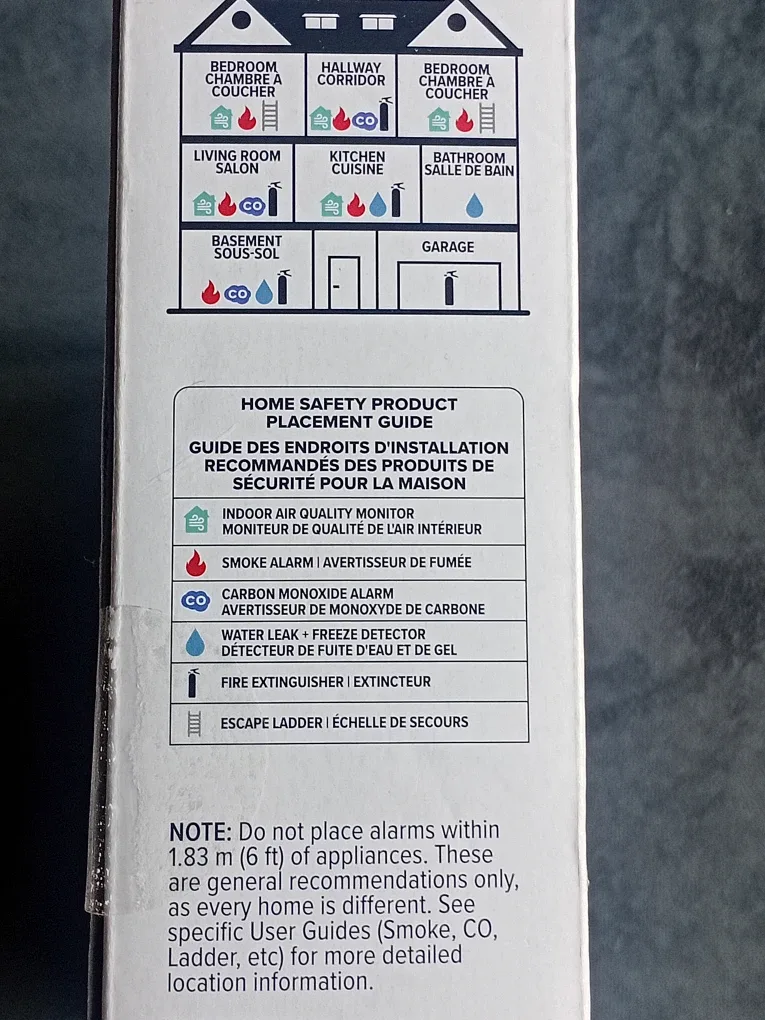 BEDROOM
CHAMBRE À
COUCHER
HALLWAY
CORRIDOR
CO
BEDROOM
CHAMBRE À
COUCHER
LIVING ROOM
SALON
CO
KITCHEN
CUISINE
BATHROOM
SALLE DE BAIN
BASEMENT
SOUS-SOL
CO
GARAGE
HOME SAFETY PRODUCT
PLACEMENT GUIDE
GUIDE DES ENDROITS D'INSTALLATION
RECOMMANDÉS DES PRODUITS DE
SÉCURITÉ POUR LA MAISON
INDOOR AIR QUALITY MONITOR
MONITEUR DE QUALITÉ DE L'AIR INTÉRIEUR
SMOKE ALARM | AVERTISSEUR DE FUMÉE
CO
CARBON MONOXIDE ALARM
AVERTISSEUR DE MONOXYDE DE CARBONE
WATER LEAK + FREEZE DETECTOR
DÉTECTEUR DE FUITE D'EAU ET DE GEL
FIRE EXTINGUISHER | EXTINCTEUR
ESCAPE LADDER | ÉCHELLE DE SECOURS
NOTE: Do not place alarms within
1.83 m (6 ft) of appliances. These
are general recommendations only,
as every home is different. See
specific User Guides (Smoke, CO,
Ladder, etc) for more detailed
location information.